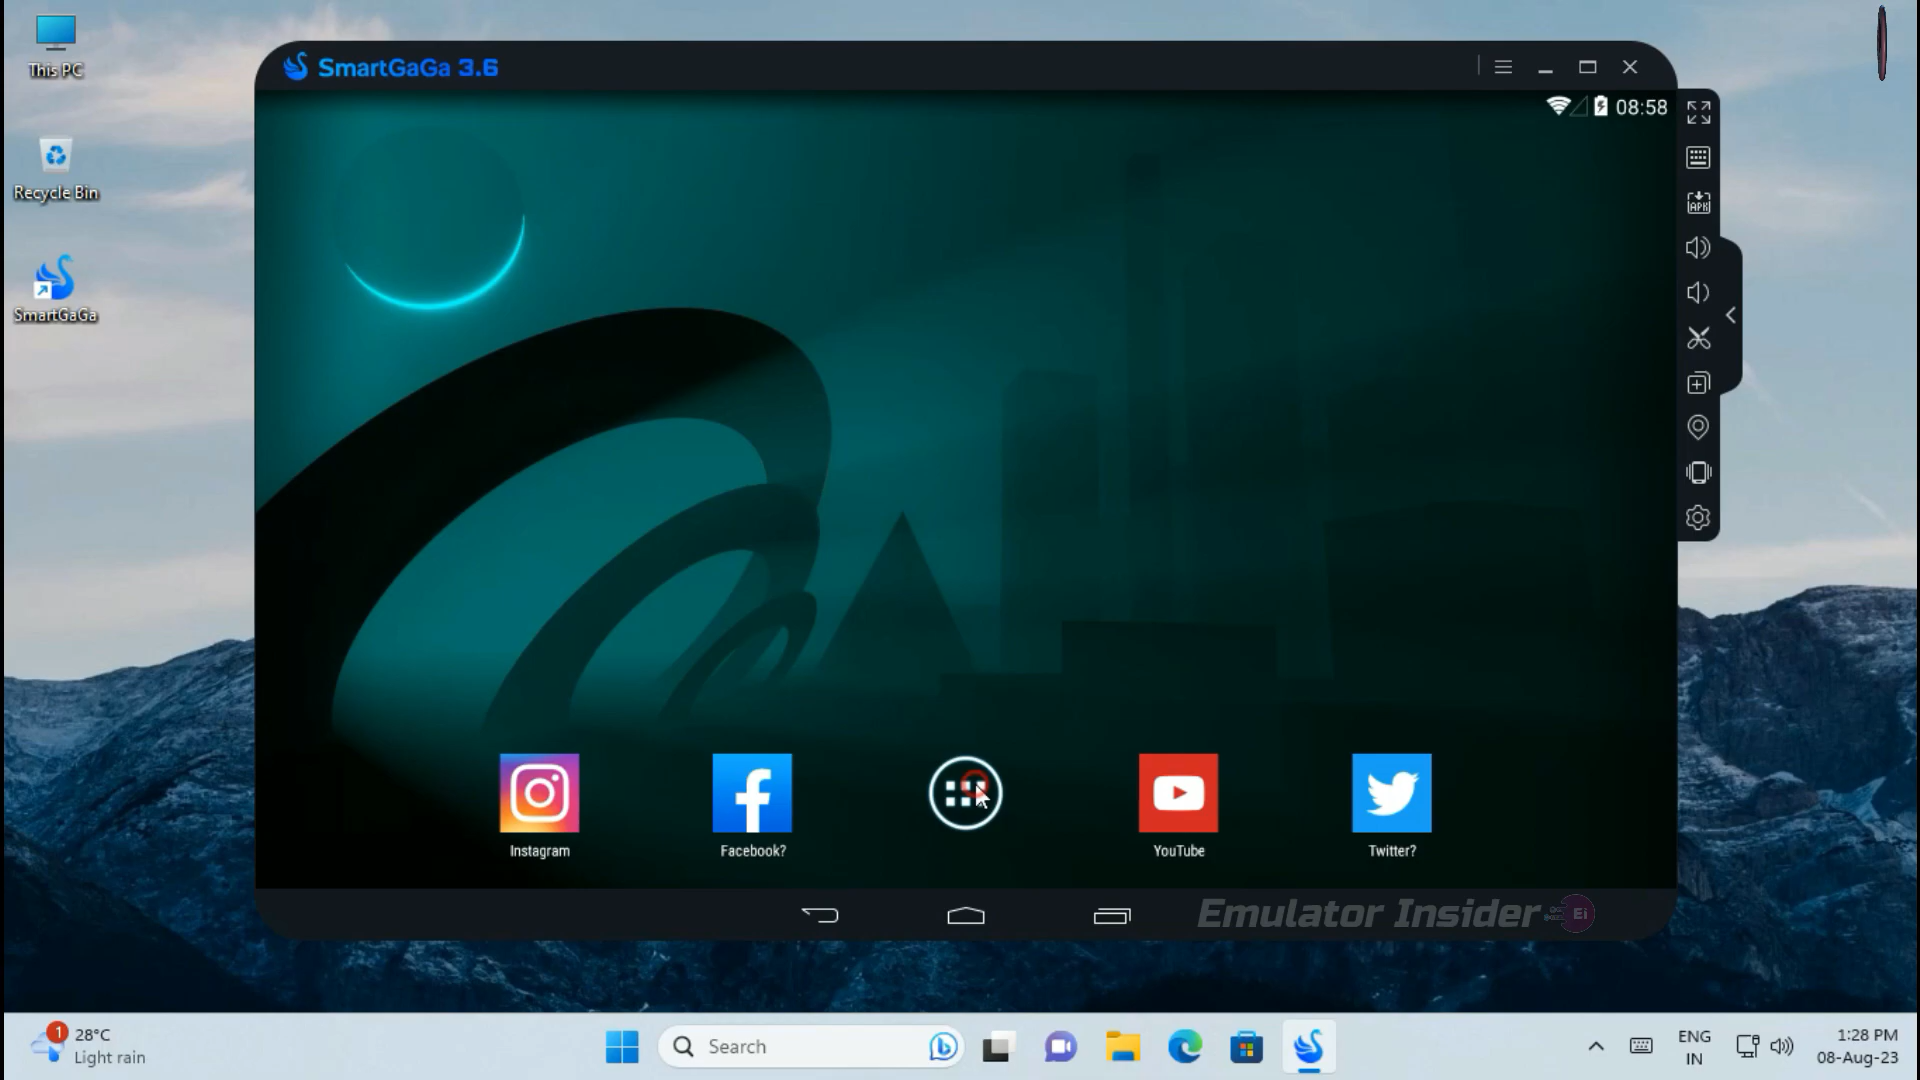 This PC
Recycle Bin
SmartGaGa
SmartGaGa 3.6
08:58
APK
Instagram
Facebook?
YouTube
Twitter?
Emulator Insider Ei
1
28°C
Light rain
Search
ENG
IN
1:28 PM
08-Aug-23